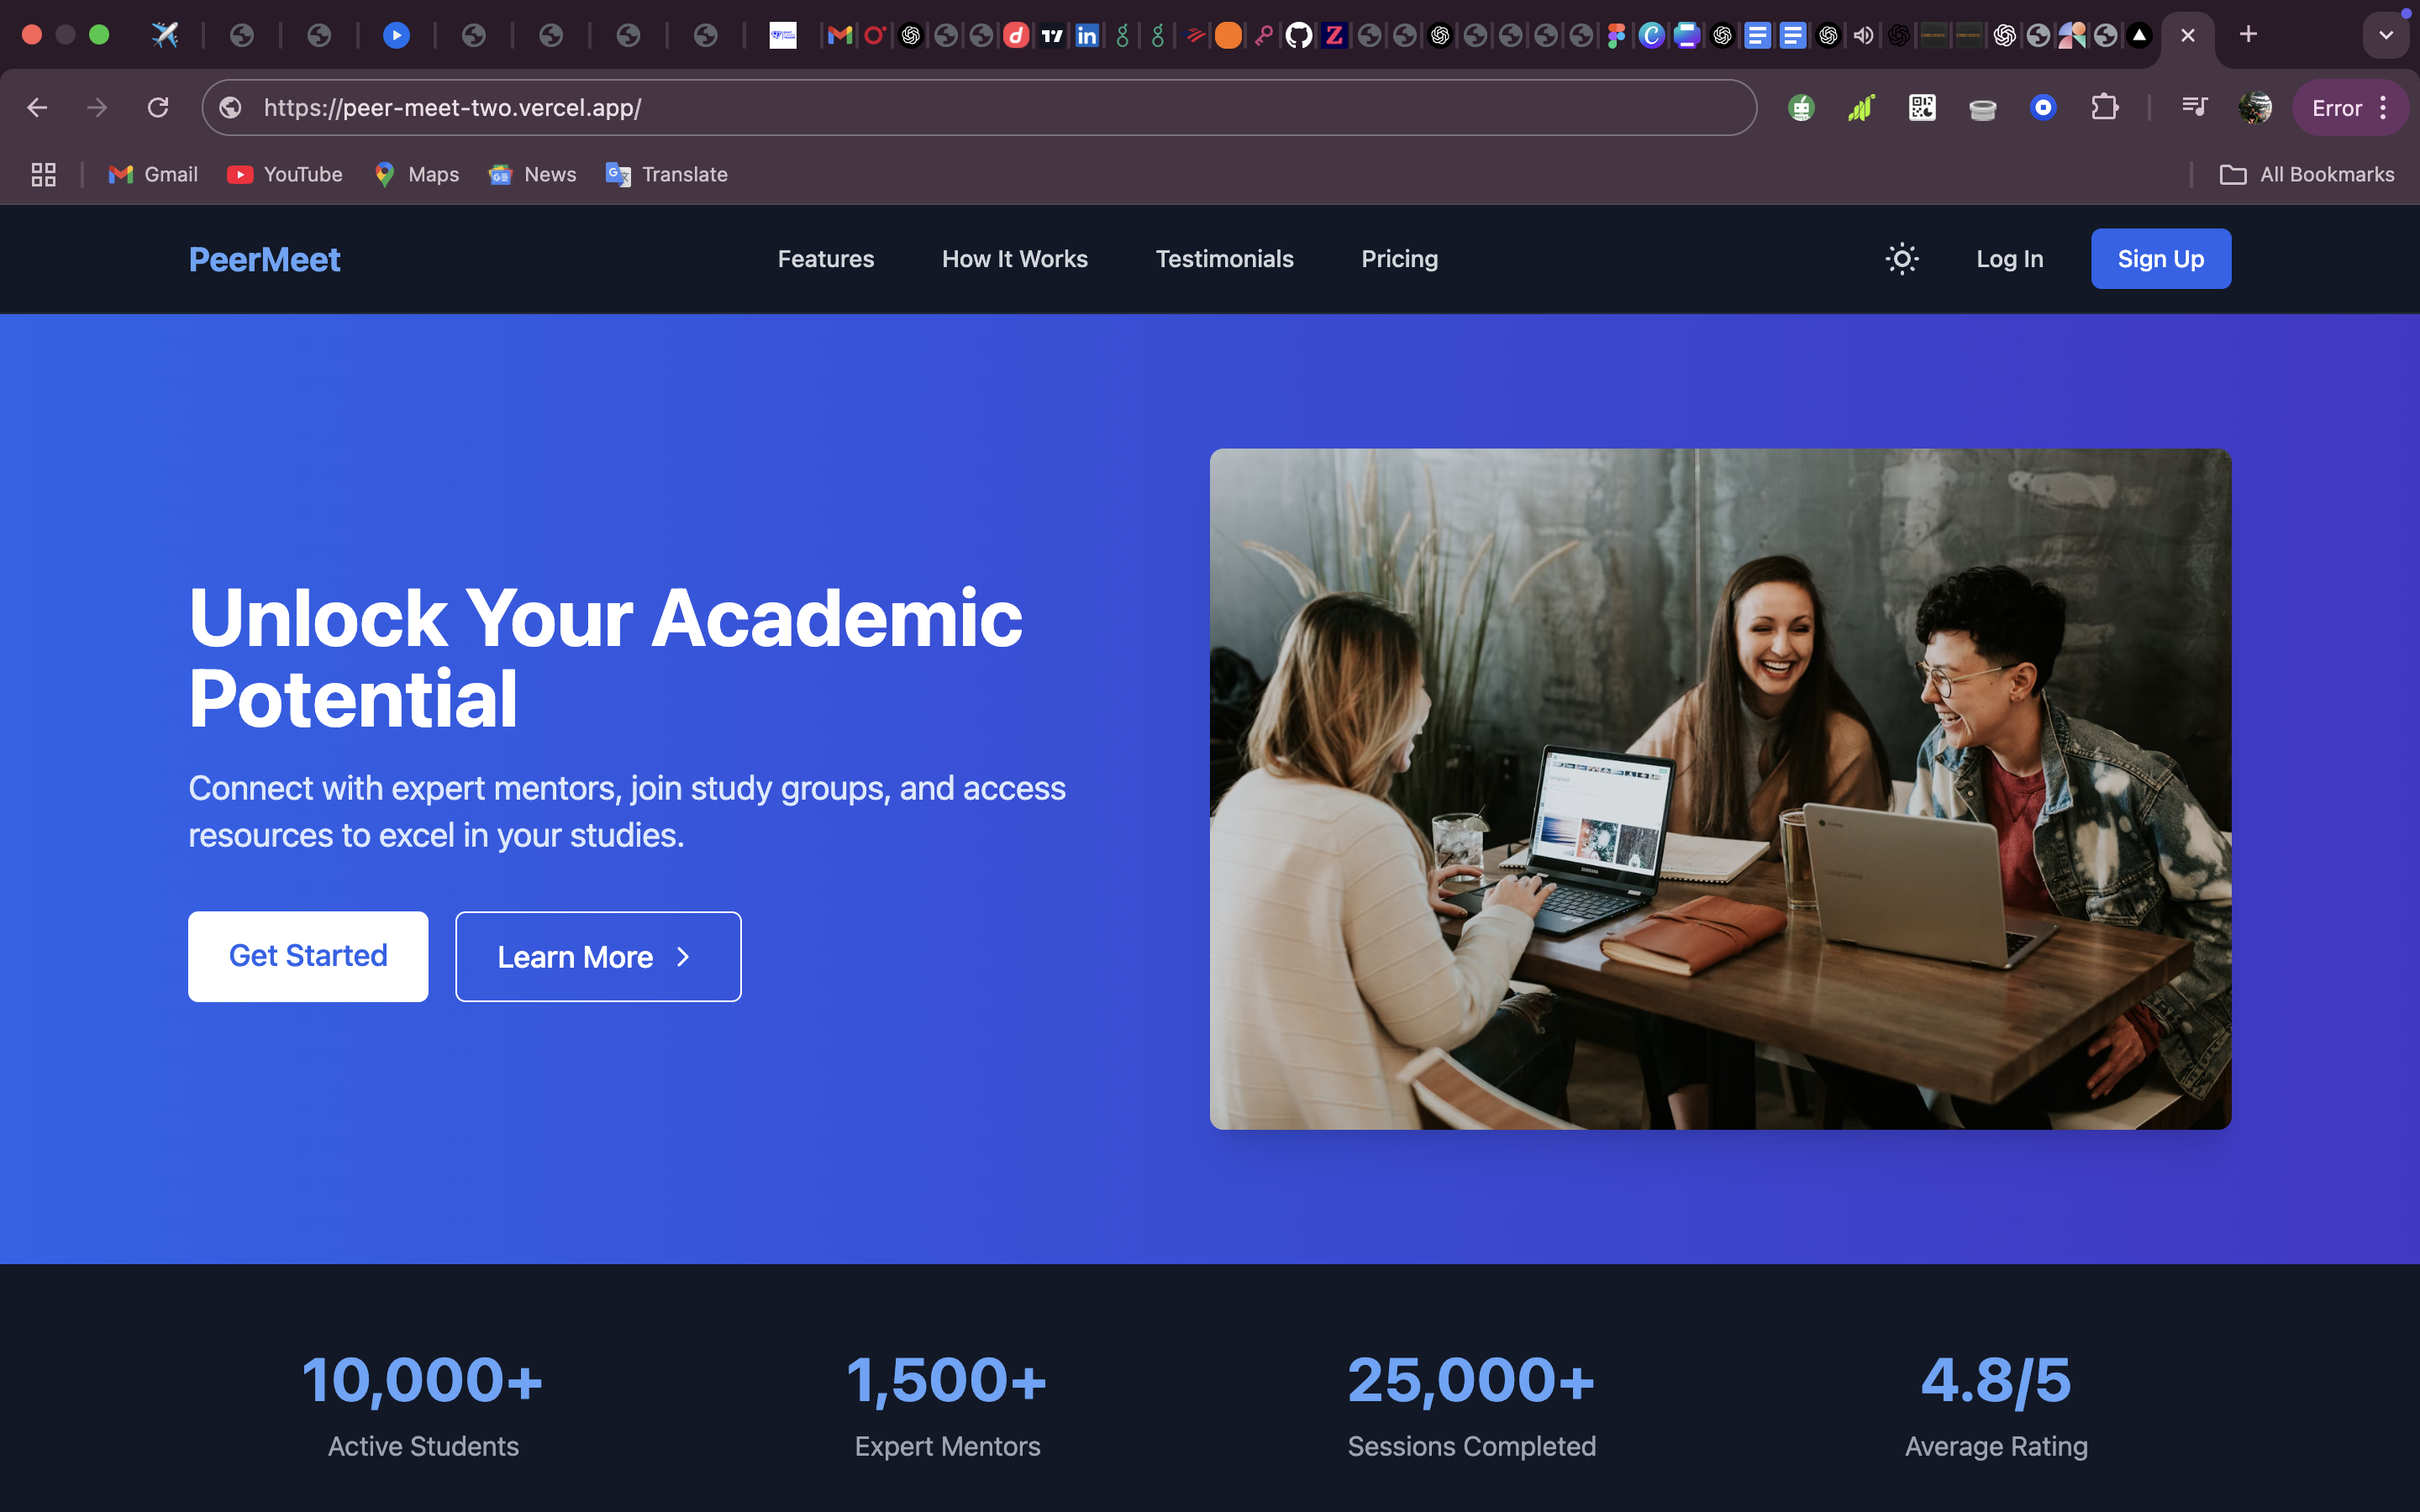 https://peer-meet-two.vercel.app/
Error
Gmail
YouTube
Maps
News
Translate
All Bookmarks
PeerMeet
Features
How It Works
Testimonials
Pricing
Log In
Sign Up
Unlock Your Academic
Potential
Connect with expert mentors, join study groups, and access
resources to excel in your studies.
Get Started
Learn More
SAMSUNG
10,000+
Active Students
1,500+
Expert Mentors
25,000+
Sessions Completed
4.8/5
Average Rating